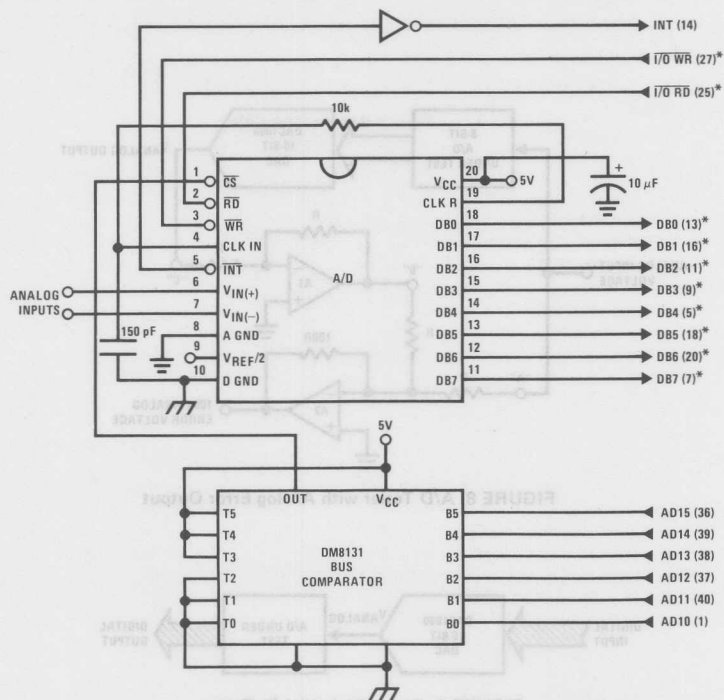 INT (14)
I/O WR (27)*
I/O RD (25)*
10k
1 CS
2 RD
3 WR
4 CLK IN
5 INT
6 VIN(+)
7 VIN(−)
8 A GND
9 VREF/2
10 D GND
A/D
VCC 20
CLK R 19
DB0 18
DB1 17
DB2 16
DB3 15
DB4 14
DB5 13
DB6 12
DB7 11
5V
+
10 μF
ANALOG
INPUTS
150 pF
DB0 (13)*
DB1 (16)*
DB2 (11)*
DB3 (9)*
DB4 (5)*
DB5 (18)*
DB6 (20)*
DB7 (7)*
5V
OUT
VCC
T5
T4
T3
T2
T1
T0
DM8131
BUS
COMPARATOR
B5
B4
B3
B2
B1
B0
AD15 (36)
AD14 (39)
AD13 (38)
AD12 (37)
AD11 (40)
AD10 (1)
FIGURE 8. A/D Tester with Analog Error Output